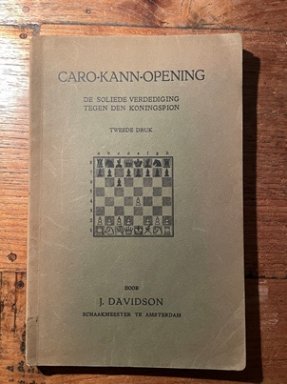 CARO-KANN-OPENING
DE SOLIEDE VERDEDIGING
TEGEN DEN KONINGSPION
TWEEDE DRUK
a b c d e f g h
DOOR
J. DAVIDSON
SCHAAKMEESTER TE AMSTERDAM